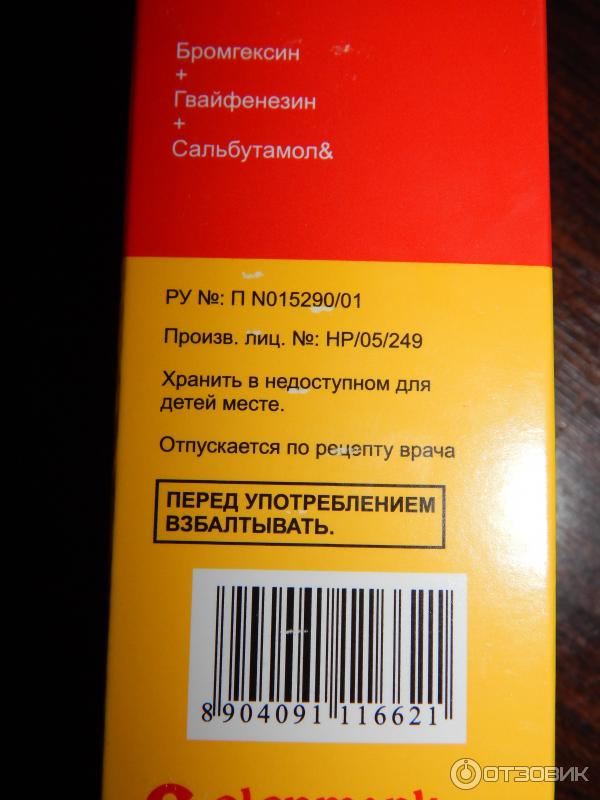 Бромгексин
+
Гвайфенезин
+
Сальбутамол&
РУ №: П N015290/01
Произв. лиц. №: HP/05/249
Хранить в недоступном для
детей месте.
Отпускается по рецепту врача
ПЕРЕД УПОТРЕБЛЕНИЕМ
ВЗБАЛТЫВАТЬ.
8 904091 116621
glenmark
ОТЗОВИК